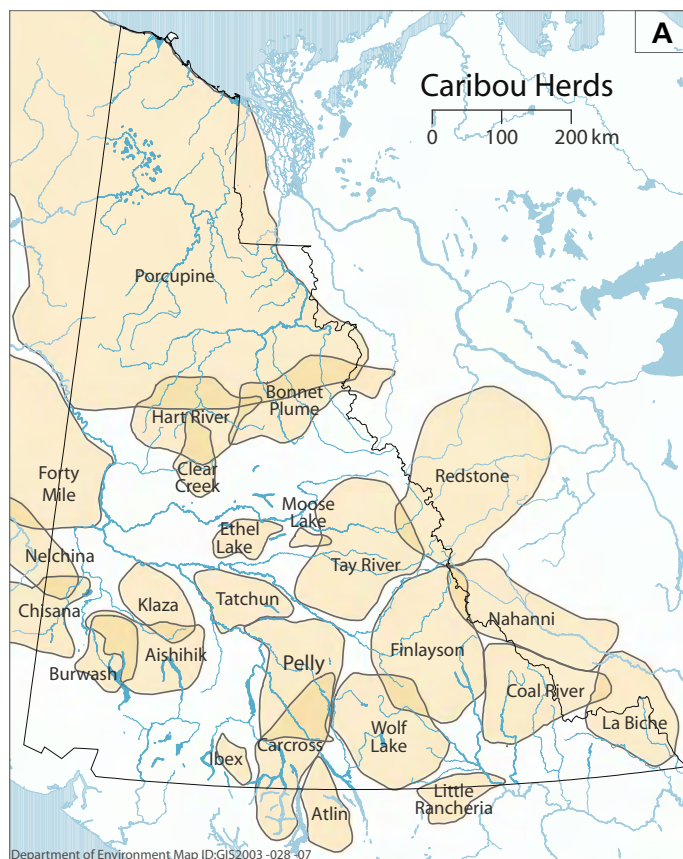 A
Caribou Herds
0 100 200 km
Porcupine
Bonnet
Plume
Hart River
Clear
Creek
Redstone
Forty
Mile
Moose
Lake
Ethel
Lake
Nelchina
Tay River
Chisana
Klaza
Tatchun
Nahanni
Aishihik
Burwash
Pelly
Finlayson
Coal River
La Biche
Wolf
Lake
Carcross
Ibex
Little
Rancheria
Atlin
Department of Environment Map ID:GIS2003 -028 -07